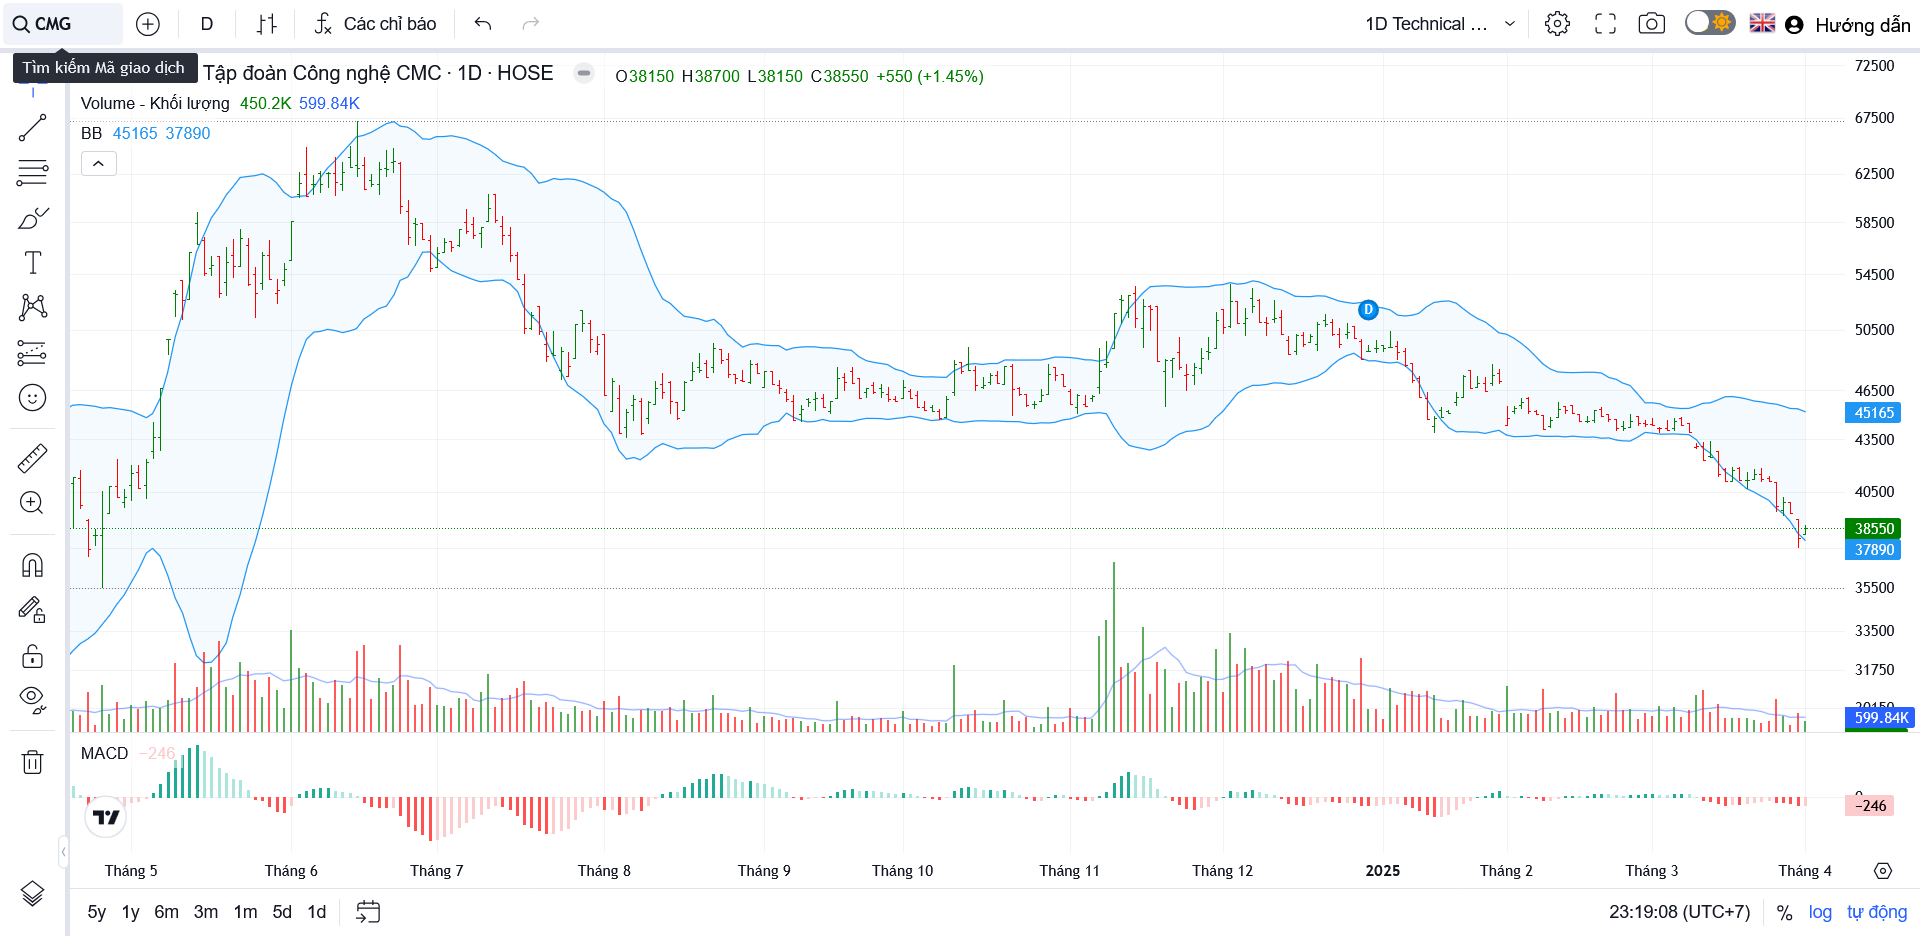 CMG
D
Các chỉ báo
1D Technical ...
Hướng dẫn
Tìm kiếm Mã giao dịch
Tập đoàn Công nghệ CMC · 1D · HOSE
O38150 H38700 L38150 C38550 +550 (+1.45%)
Volume - Khối lượng 450.2K 599.84K
BB 45165 37890
72500
67500
62500
58500
54500
D
50500
46500
45165
43500
40500
38550
37890
35500
33500
31750
599.84K
MACD −246
−246
Tháng 5 Tháng 6 Tháng 7 Tháng 8 Tháng 9 Tháng 10 Tháng 11 Tháng 12 2025 Tháng 2 Tháng 3 Tháng 4
5y 1y 6m 3m 1m 5d 1d
23:19:08 (UTC+7) % log tự động